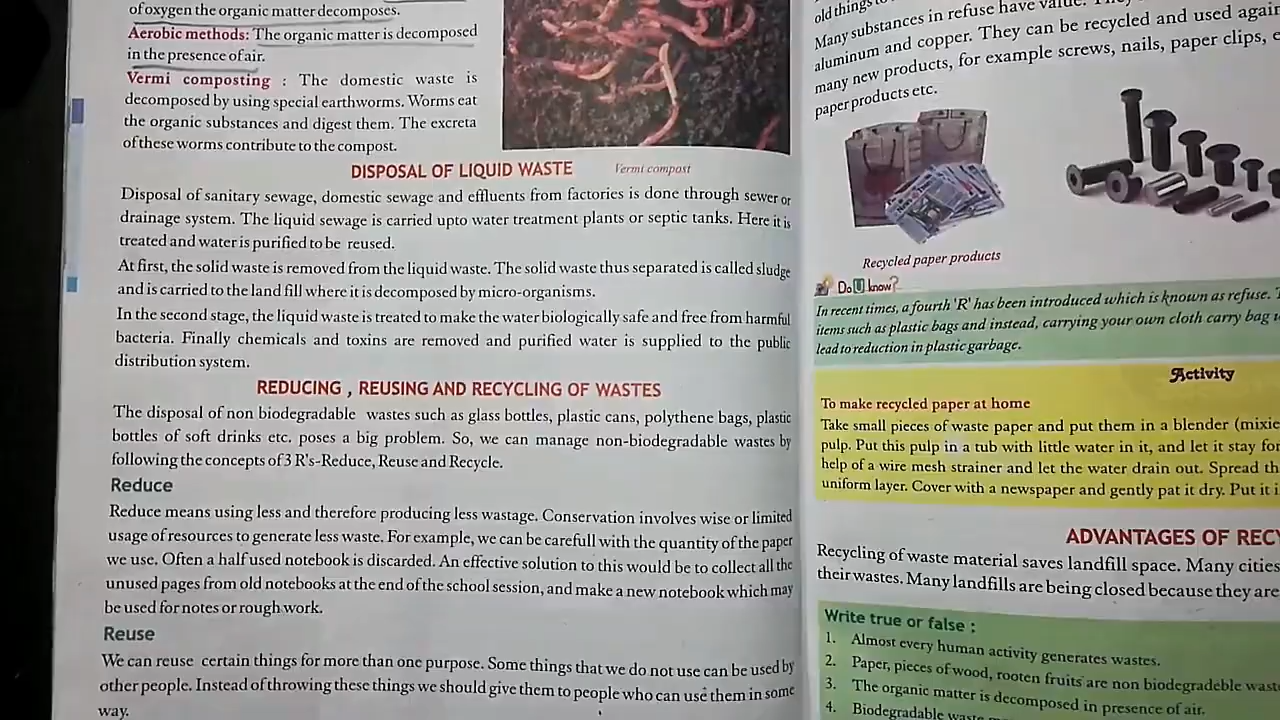 of oxygen the organic matter decomposes.
Aerobic methods: The organic matter is decomposed
in the presence of air.
Vermi composting : The domestic waste is
decomposed by using special earthworms. Worms eat
the organic substances and digest them. The excreta
of these worms contribute to the compost.
Vermi compost
DISPOSAL OF LIQUID WASTE
Disposal of sanitary sewage, domestic sewage and effluents from factories is done through sewer or
drainage system. The liquid sewage is carried upto water treatment plants or septic tanks. Here it is
treated and water is purified to be reused.
At first, the solid waste is removed from the liquid waste. The solid waste thus separated is called sludge
and is carried to the land fill where it is decomposed by micro-organisms.
In the second stage, the liquid waste is treated to make the water biologically safe and free from harmful
bacteria. Finally chemicals and toxins are removed and purified water is supplied to the public
distribution system.
REDUCING , REUSING AND RECYCLING OF WASTES
The disposal of non biodegradable wastes such as glass bottles, plastic cans, polythene bags, plastic
bottles of soft drinks etc. poses a big problem. So, we can manage non-biodegradable wastes by
following the concepts of 3 R's-Reduce, Reuse and Recycle.
Reduce
Reduce means using less and therefore producing less wastage. Conservation involves wise or limited
usage of resources to generate less waste. For example, we can be carefull with the quantity of the paper
we use. Often a half used notebook is discarded. An effective solution to this would be to collect all the
unused pages from old notebooks at the end of the school session, and make a new notebook which may
be used for notes or rough work.
Reuse
We can reuse certain things for more than one purpose. Some things that we do not use can be used by
other people. Instead of throwing these things we should give them to people who can use them in some
way.
old things to
Many substances in refuse have value.
aluminum and copper. They can be recycled and used again
many new products, for example screws, nails, paper clips,
paper products etc.
Recycled paper products
Do U know?
In recent times, a fourth 'R' has been introduced which is known as refuse.
items such as plastic bags and instead, carrying your own cloth carry bag
lead to reduction in plastic garbage.
Activity
To make recycled paper at home
Take small pieces of waste paper and put them in a blender (mixie
pulp. Put this pulp in a tub with little water in it, and let it stay for
help of a wire mesh strainer and let the water drain out. Spread
uniform layer. Cover with a newspaper and gently pat it dry. Put it
ADVANTAGES OF
Recycling of waste material saves landfill space. Many cities
their wastes. Many landfills are being closed because they are
Write true or false :
1. Almost every human activity generates wastes.
2. Paper, pieces of wood, rooten fruits are non biodegradeble
3. The organic matter is decomposed in presence of air.
4. Biodegradable